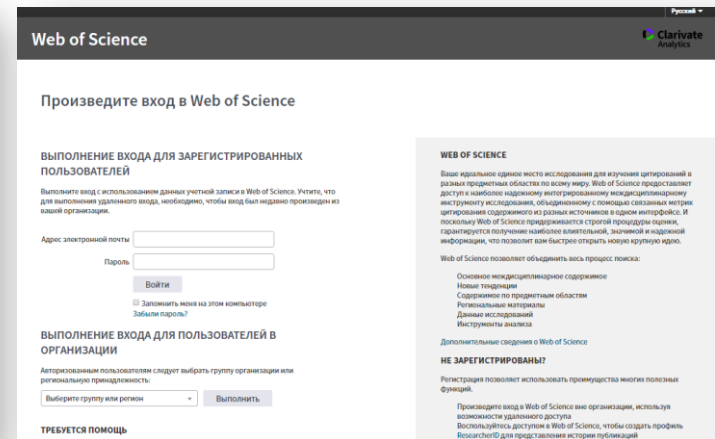 Русский
Web of Science
Clarivate
Analytics
Произведите вход в Web of Science
ВЫПОЛНЕНИЕ ВХОДА ДЛЯ ЗАРЕГИСТРИРОВАННЫХ
ПОЛЬЗОВАТЕЛЕЙ
Выполните вход с использованием данных учетной записи в Web of Science. Учтите, что
для выполнения удаленного входа, необходимо, чтобы вход был недавно произведен из
вашей организации.
Адрес электронной почты
Пароль
Войти
Запомнить меня на этом компьютере
Забыли пароль?
ВЫПОЛНЕНИЕ ВХОДА ДЛЯ ПОЛЬЗОВАТЕЛЕЙ В
ОРГАНИЗАЦИИ
Авторизованным пользователям следует выбрать группу организации или
региональную принадлежность:
Выберите группу или регион
Выполнить
ТРЕБУЕТСЯ ПОМОЩЬ
WEB OF SCIENCE
Ваше идеальное единое место исследования для изучения цитирований в
разных предметных областях по всему миру. Web of Science предоставляет
доступ к наиболее надежному интегрированному междисциплинарному
инструменту исследования, объединенному с помощью связанных метрик
цитирования содержимого из разных источников в одном интерфейсе. И
поскольку Web of Science придерживается строгой процедуры оценки,
гарантируется получение наиболее влиятельной, значимой и надежной
информации, что позволит вам быстрее открыть новую крупную идею.
Web of Science позволяет объединить весь процесс поиска:
Основное междисциплинарное содержимое
Новые тенденции
Содержимое по предметным областям
Региональные материалы
Данные исследований
Инструменты анализа
Дополнительные сведения о Web of Science
НЕ ЗАРЕГИСТРИРОВАНЫ?
Регистрация позволяет использовать преимущества многих полезных
функций.
Произведите вход в Web of Science вне организации, используя
возможности удаленного доступа
Воспользуйтесь доступом в Web of Science, чтобы создать профиль
ResearcherID для представления истории публикаций